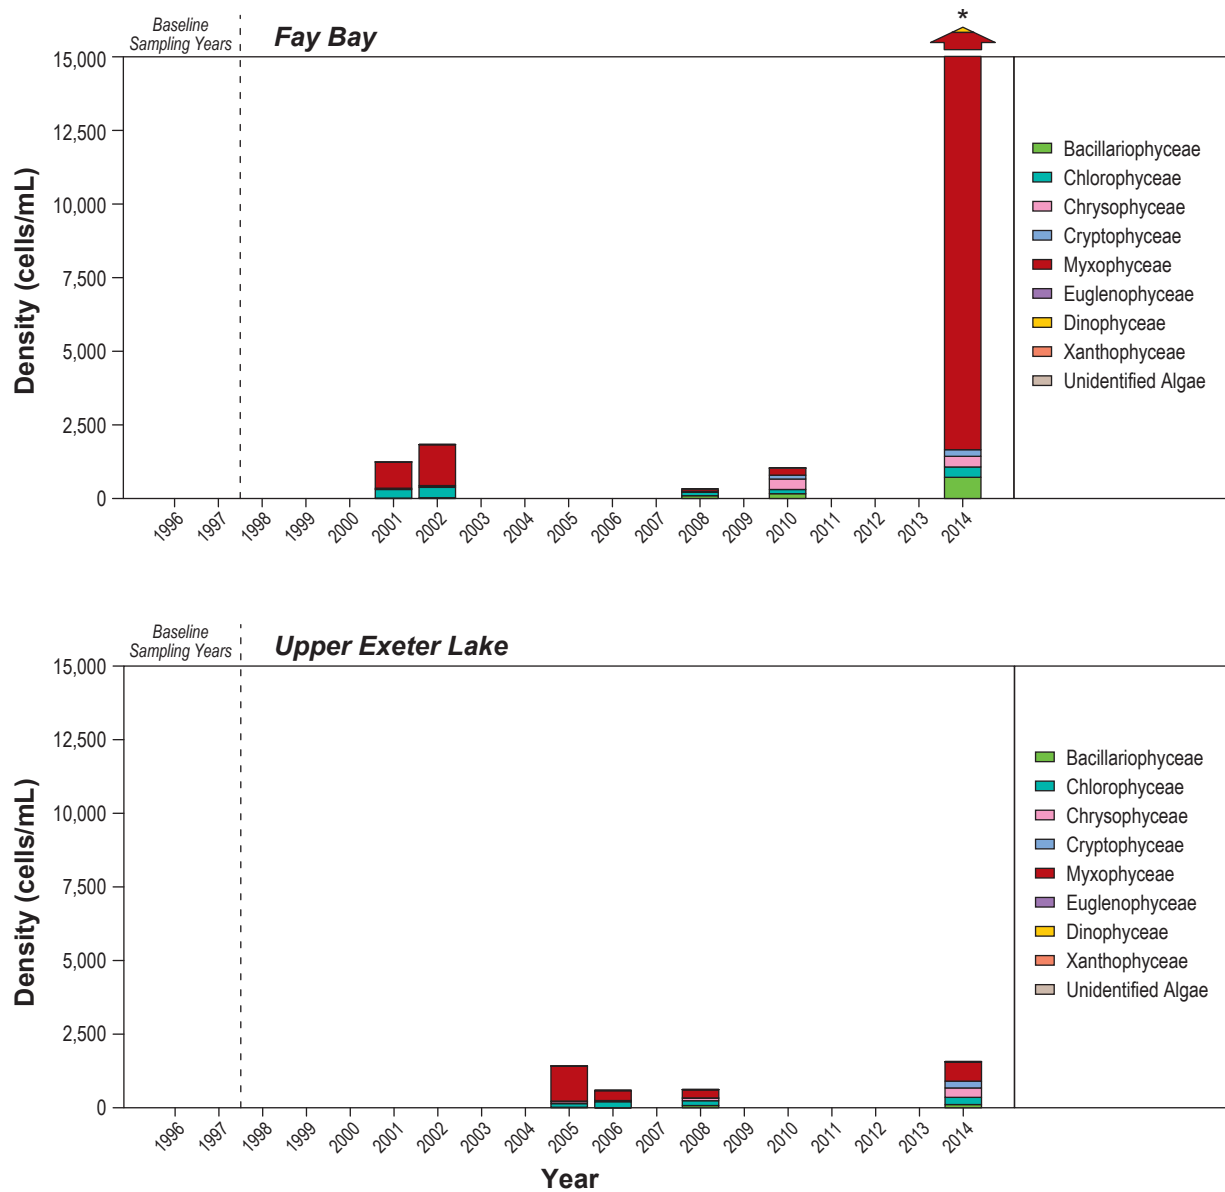 Baseline
Sampling Years
Fay Bay
*
15,000
12,500
10,000
7,500
5,000
2,500
0
Density (cells/mL)
1996 1997 1998 1999 2000 2001 2002 2003 2004 2005 2006 2007 2008 2009 2010 2011 2012 2013 2014
Bacillariophyceae
Chlorophyceae
Chrysophyceae
Cryptophyceae
Myxophyceae
Euglenophyceae
Dinophyceae
Xanthophyceae
Unidentified Algae
Baseline
Sampling Years
Upper Exeter Lake
15,000
12,500
10,000
7,500
5,000
2,500
0
Density (cells/mL)
1996 1997 1998 1999 2000 2001 2002 2003 2004 2005 2006 2007 2008 2009 2010 2011 2012 2013 2014
Year
Bacillariophyceae
Chlorophyceae
Chrysophyceae
Cryptophyceae
Myxophyceae
Euglenophyceae
Dinophyceae
Xanthophyceae
Unidentified Algae